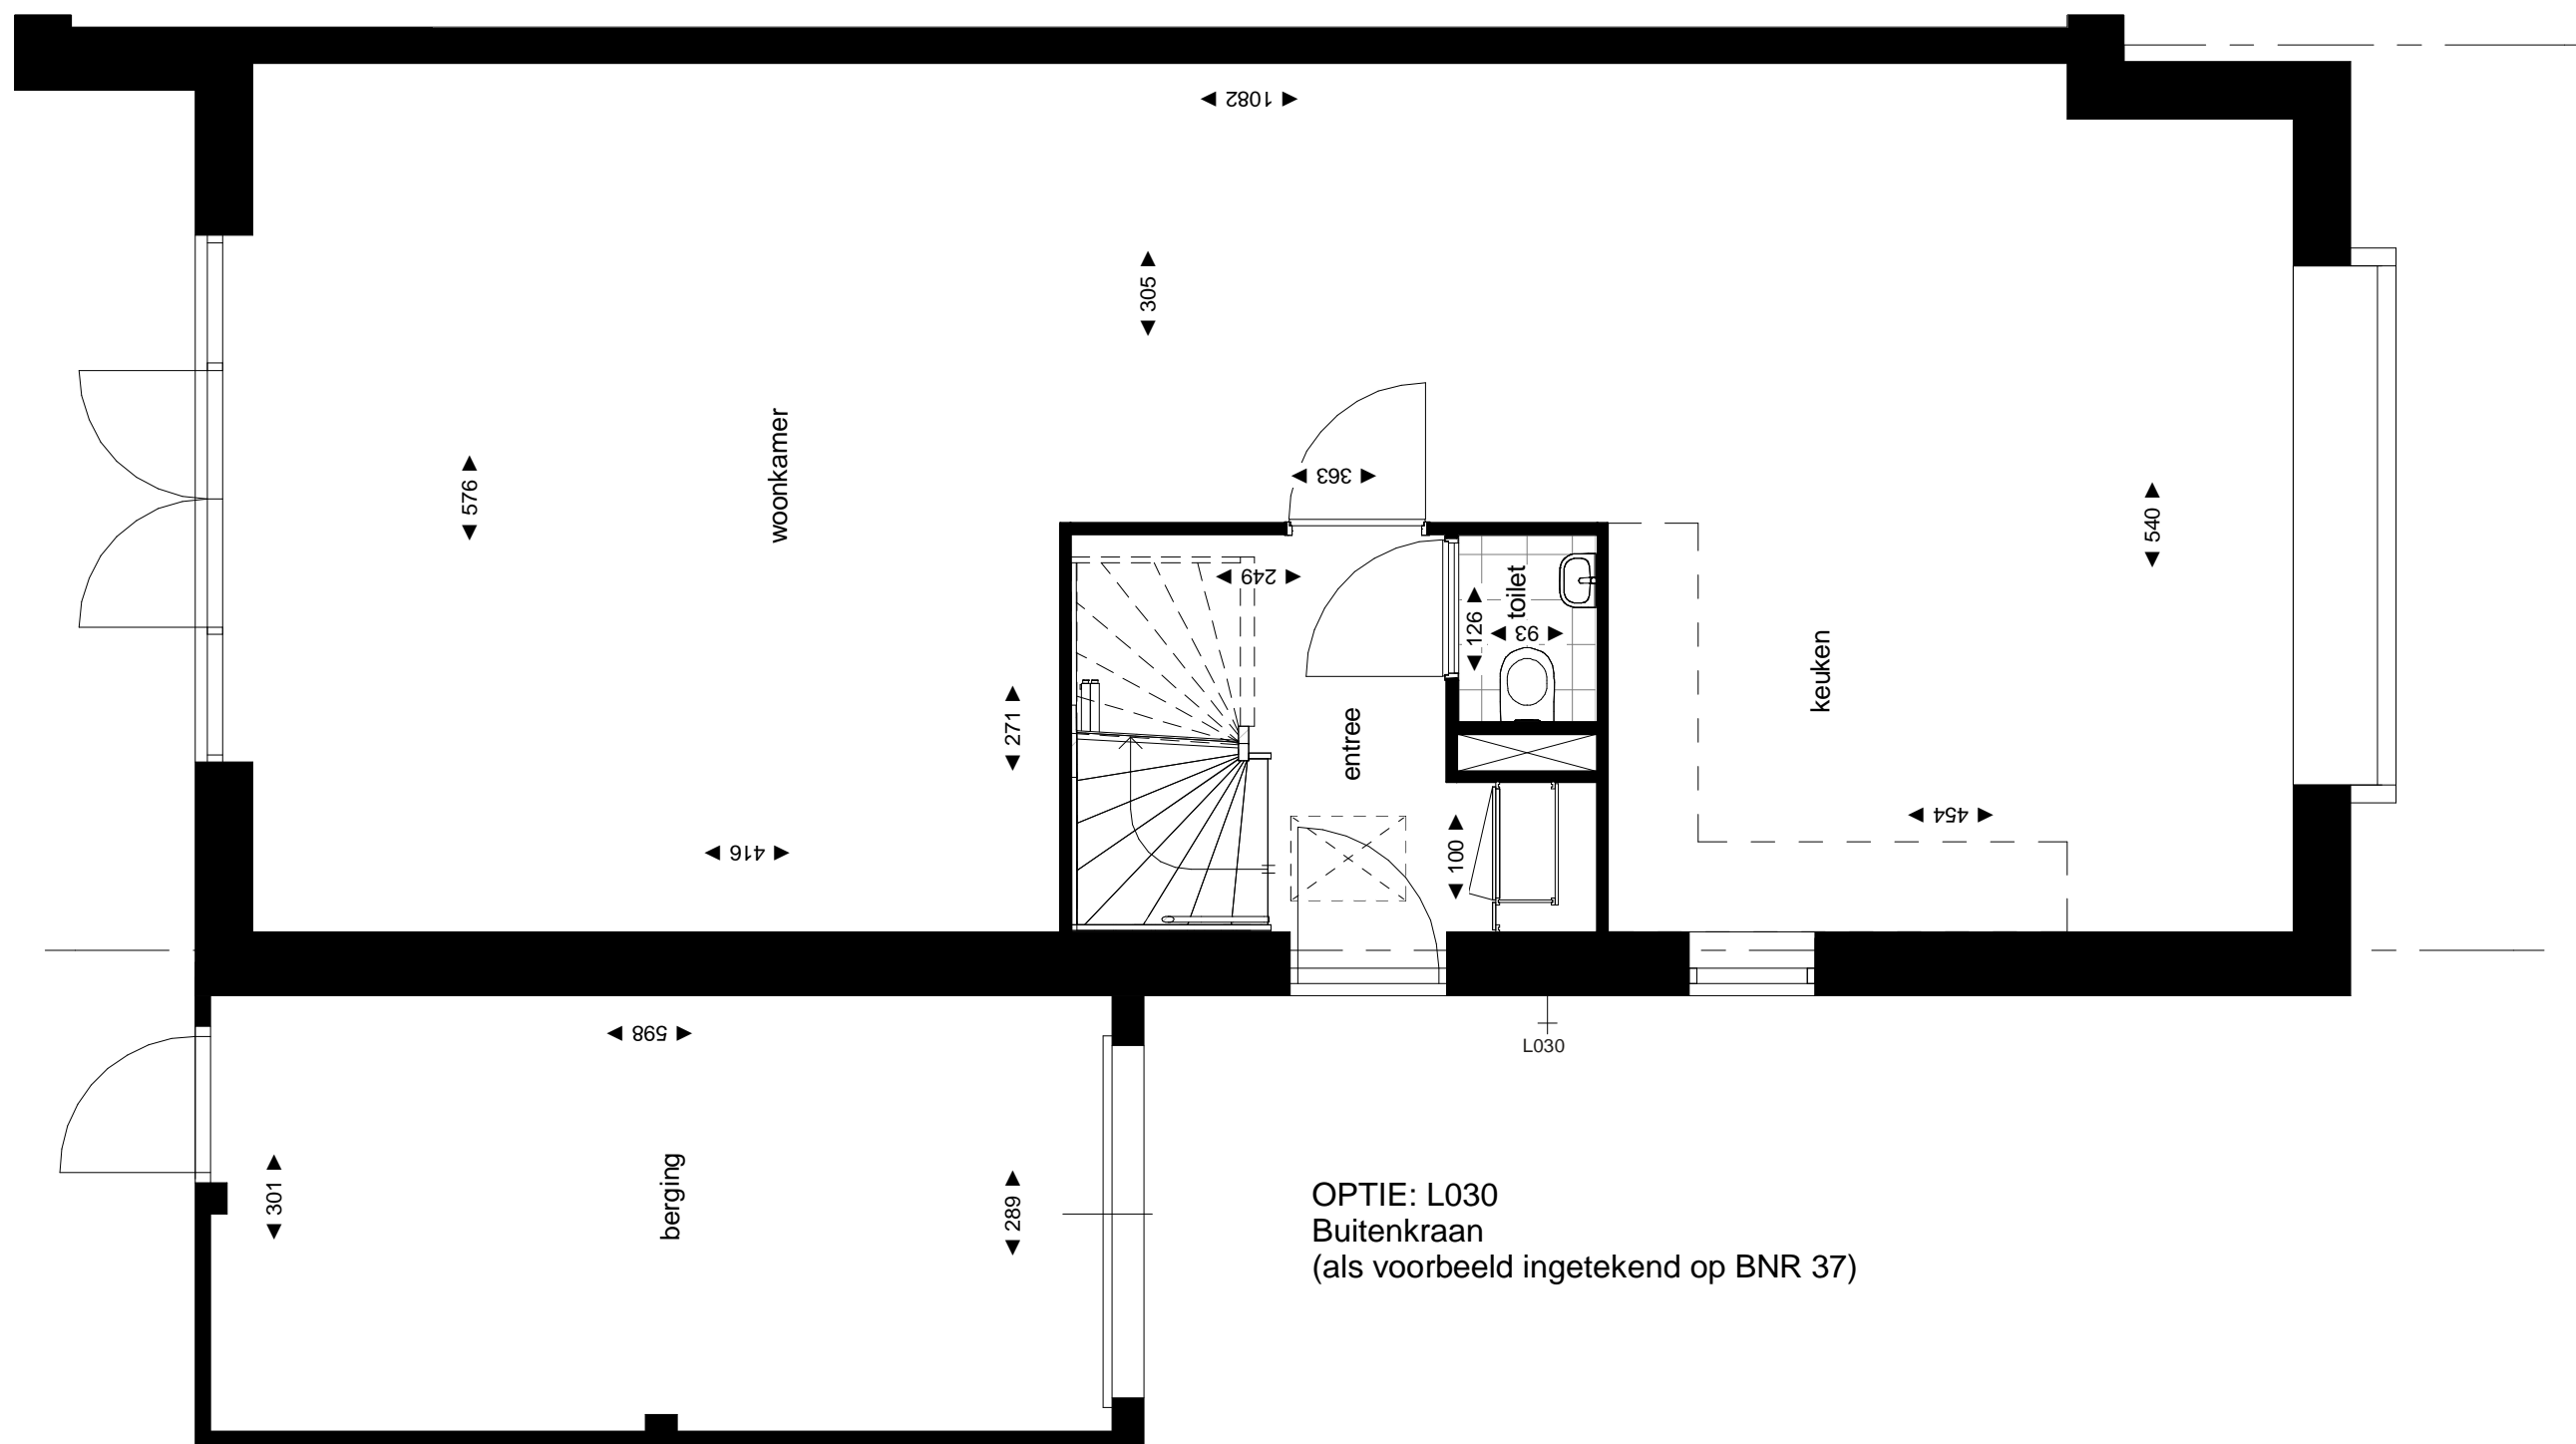 1082
305
576
woonkamer
363
540
249
toilet
126
93
keuken
271
entree
454
416
100
598
L030
301
berging
289
OPTIE: L030
Buitenkraan
(als voorbeeld ingetekend op BNR 37)